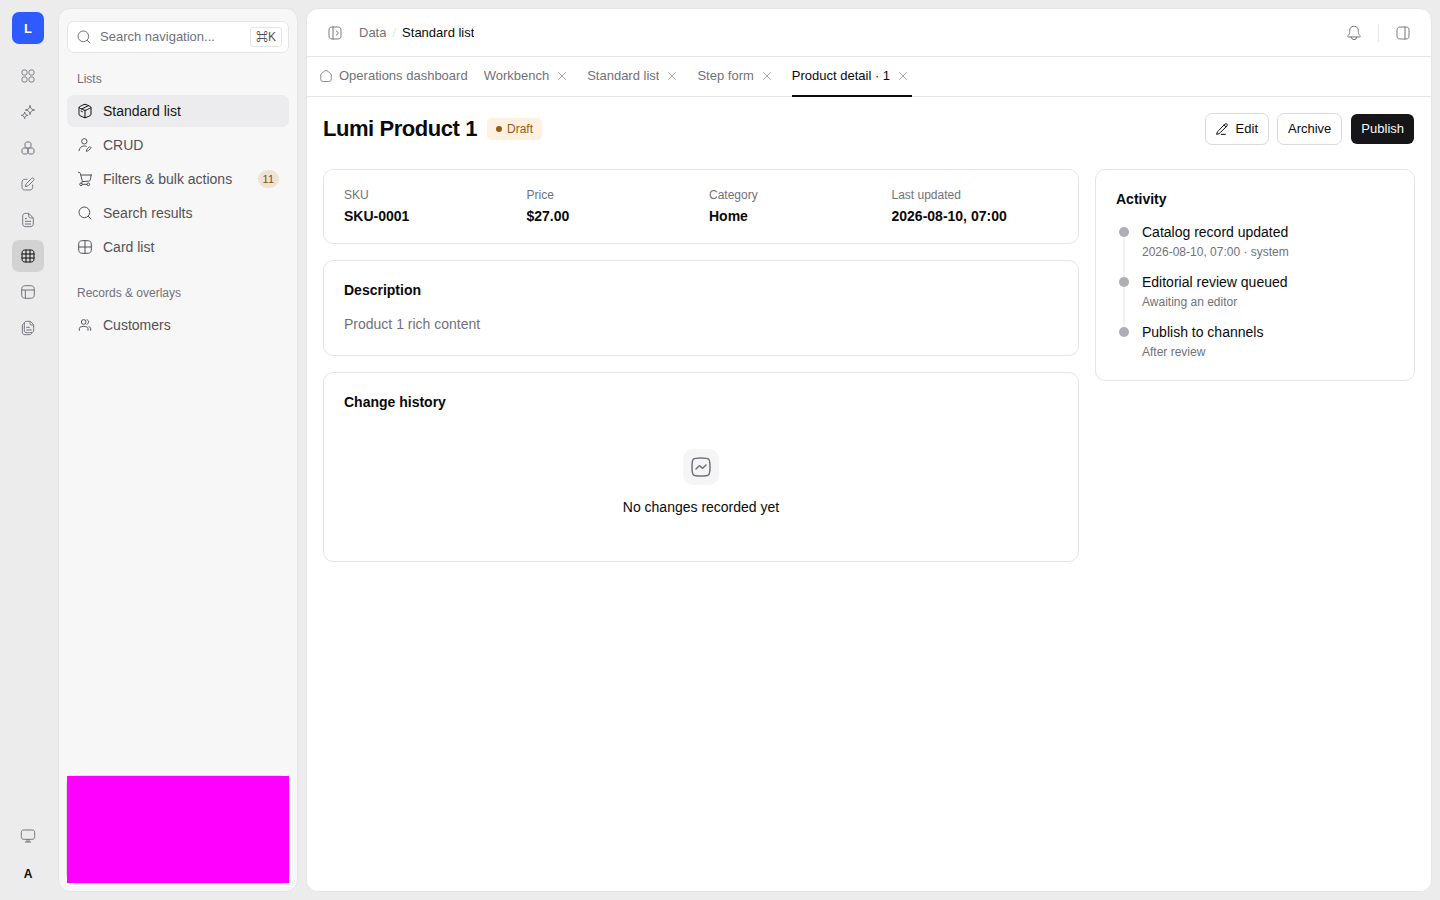 L
Search navigation...
⌘K
Lists
Standard list
CRUD
Filters & bulk actions
11
Search results
Card list
Records & overlays
Customers
A
Data / Standard list
Operations dashboard
Workbench
Standard list
Step form
Product detail · 1
Lumi Product 1
Draft
Edit
Archive
Publish
SKU
SKU-0001
Price
$27.00
Category
Home
Last updated
2026-08-10, 07:00
Description
Product 1 rich content
Change history
No changes recorded yet
Activity
Catalog record updated
2026-08-10, 07:00 · system
Editorial review queued
Awaiting an editor
Publish to channels
After review